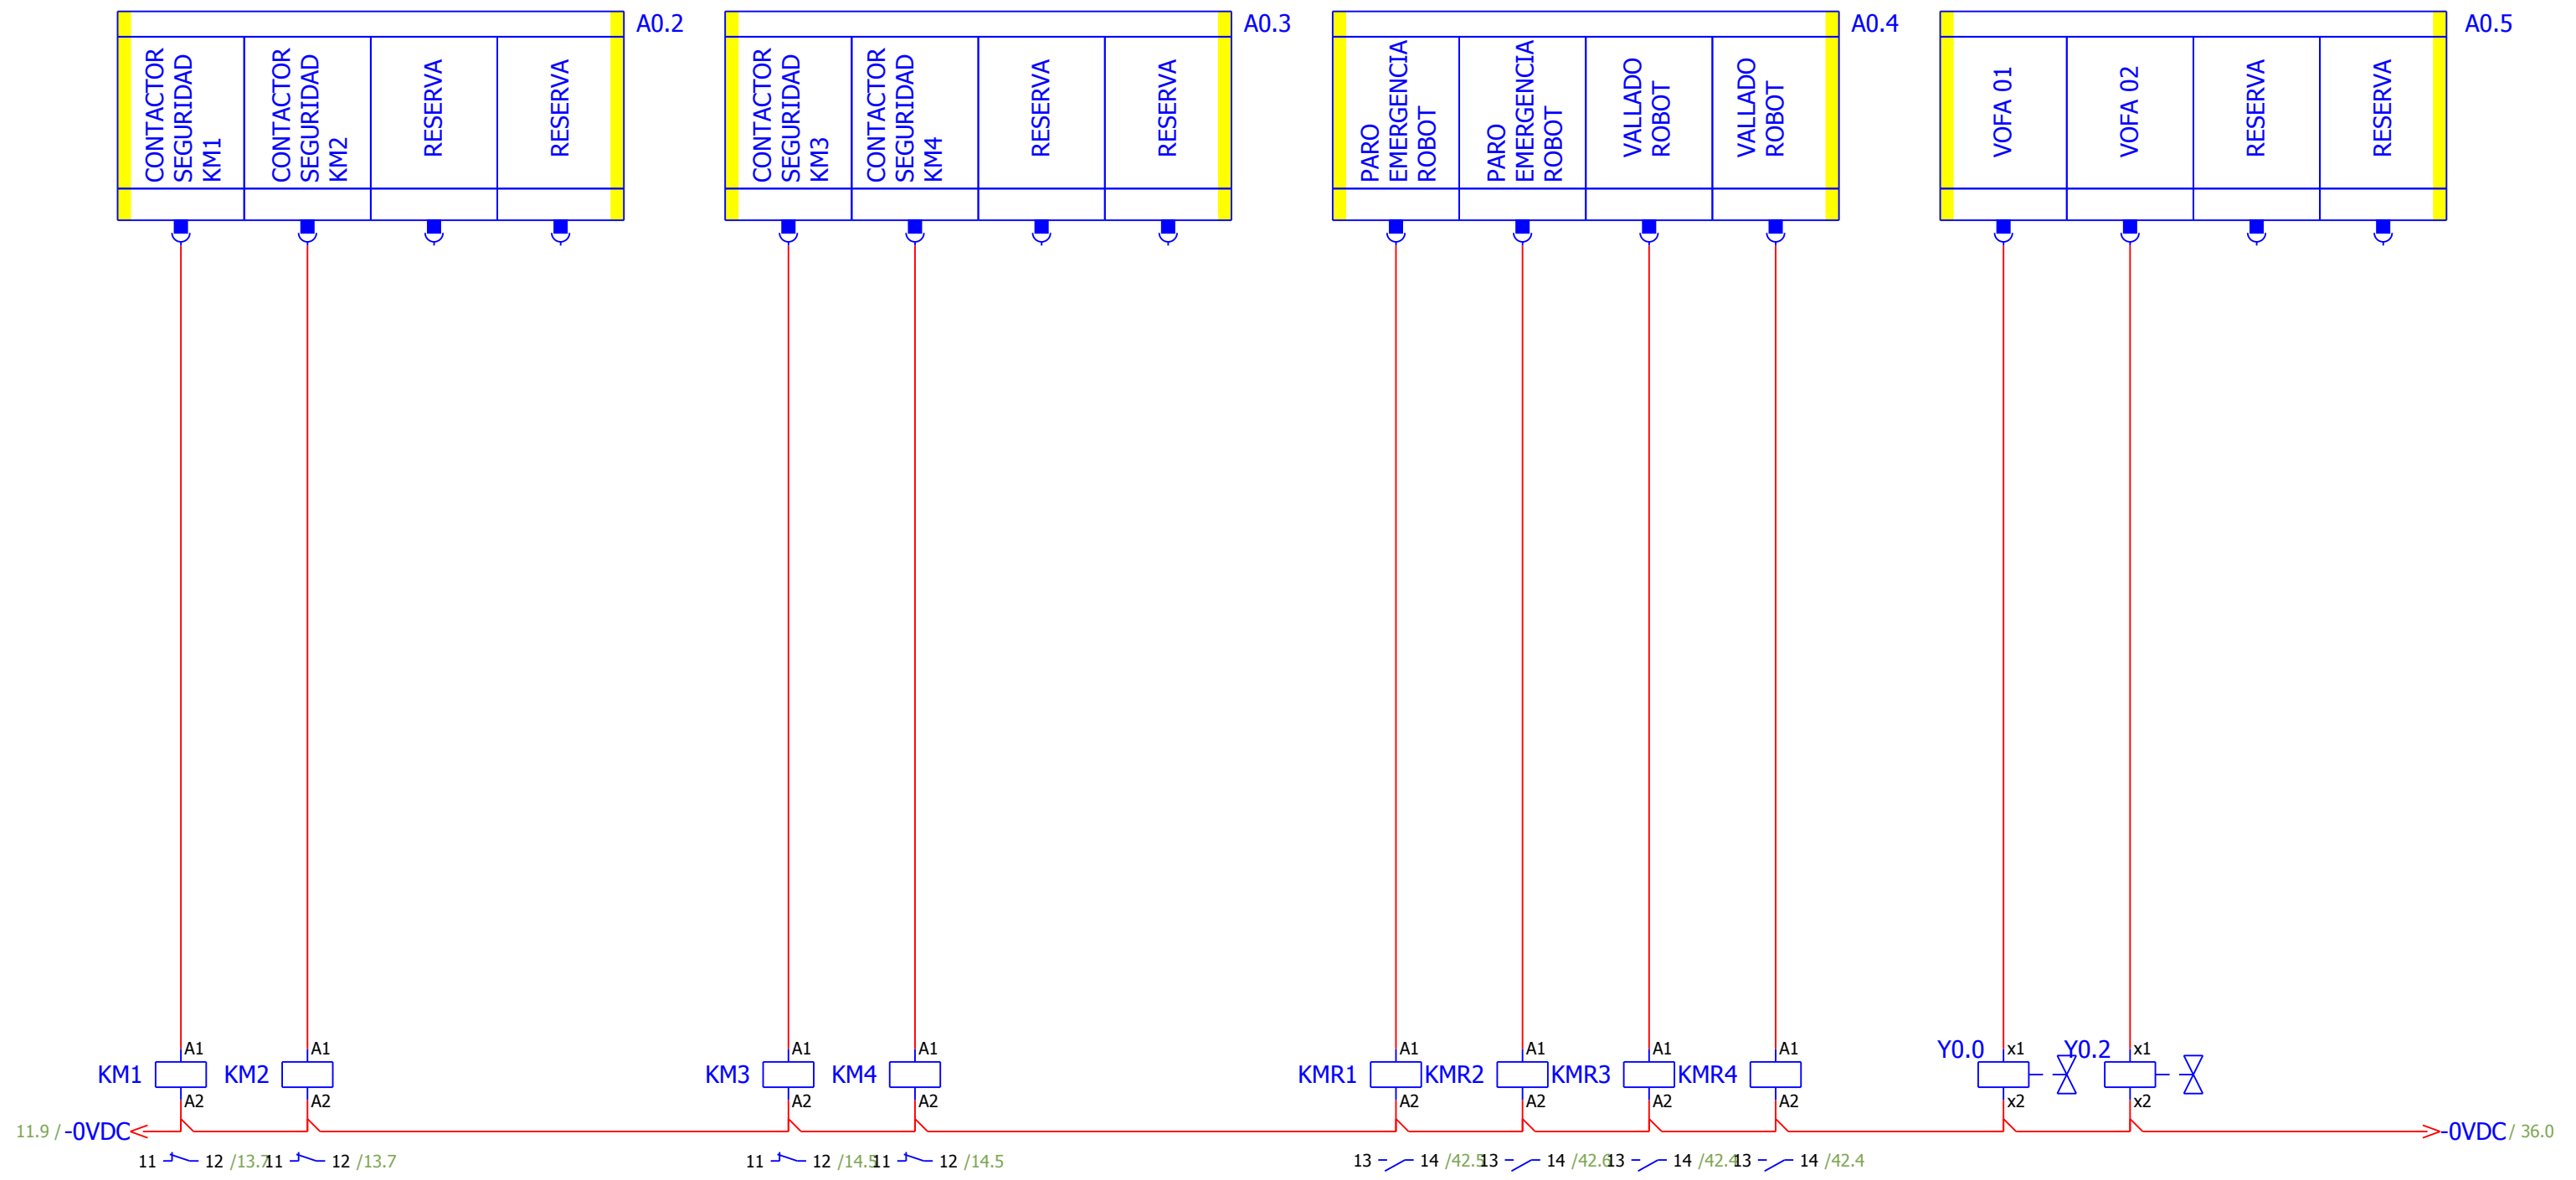 A0.2
CONTACTOR
SEGURIDAD
KM1
CONTACTOR
SEGURIDAD
KM2
RESERVA
RESERVA
A0.3
CONTACTOR
SEGURIDAD
KM3
CONTACTOR
SEGURIDAD
KM4
RESERVA
RESERVA
A0.4
PARO
EMERGENCIA
ROBOT
PARO
EMERGENCIA
ROBOT
VALLADO
ROBOT
VALLADO
ROBOT
A0.5
VOFA 01
VOFA 02
RESERVA
RESERVA
KM1 A1 A2
KM2 A1 A2
KM3 A1 A2
KM4 A1 A2
KMR1 A1 A2
KMR2 A1 A2
KMR3 A1 A2
KMR4 A1 A2
Y0.0 x1 x2
Y0.2 x1 x2
11.9 / -0VDC
-0VDC / 36.0
11 12 /13.7
11 12 /13.7
11 12 /14.5
11 12 /14.5
13 14 /42.5
13 14 /42.6
13 14 /42.4
13 14 /42.4